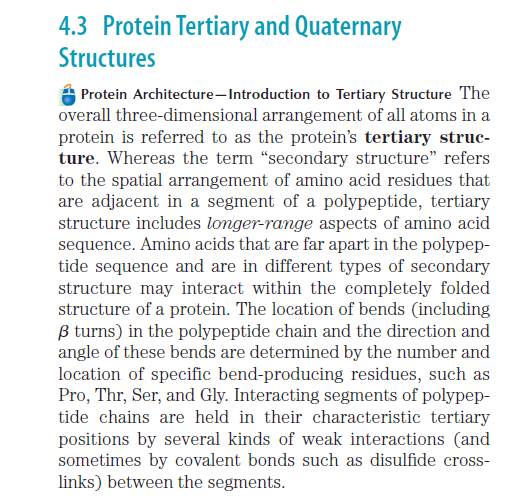 4.3 Protein Tertiary and Quaternary
Structures
Protein Architecture—Introduction to Tertiary Structure The
overall three-dimensional arrangement of all atoms in a
protein is referred to as the protein's tertiary struc-
ture. Whereas the term “secondary structure” refers
to the spatial arrangement of amino acid residues that
are adjacent in a segment of a polypeptide, tertiary
structure includes longer-range aspects of amino acid
sequence. Amino acids that are far apart in the polypep-
tide sequence and are in different types of secondary
structure may interact within the completely folded
structure of a protein. The location of bends (including
β turns) in the polypeptide chain and the direction and
angle of these bends are determined by the number and
location of specific bend-producing residues, such as
Pro, Thr, Ser, and Gly. Interacting segments of polypep-
tide chains are held in their characteristic tertiary
positions by several kinds of weak interactions (and
sometimes by covalent bonds such as disulfide cross-
links) between the segments.